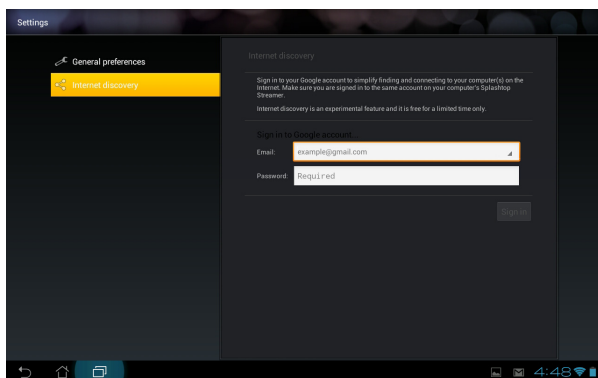 Settings
General preferences
Internet discovery
Internet discovery
Sign in to your Google account to simplify finding and connecting to your computer(s) on the
Internet. Make sure you are signed in to the same account on your computer's Splashtop
Streamer.
Internet discovery is an experimental feature and it is free for a limited time only.
Sign in to Google account...
Email: example@gmail.com
Password: Required
Sign in
4:48